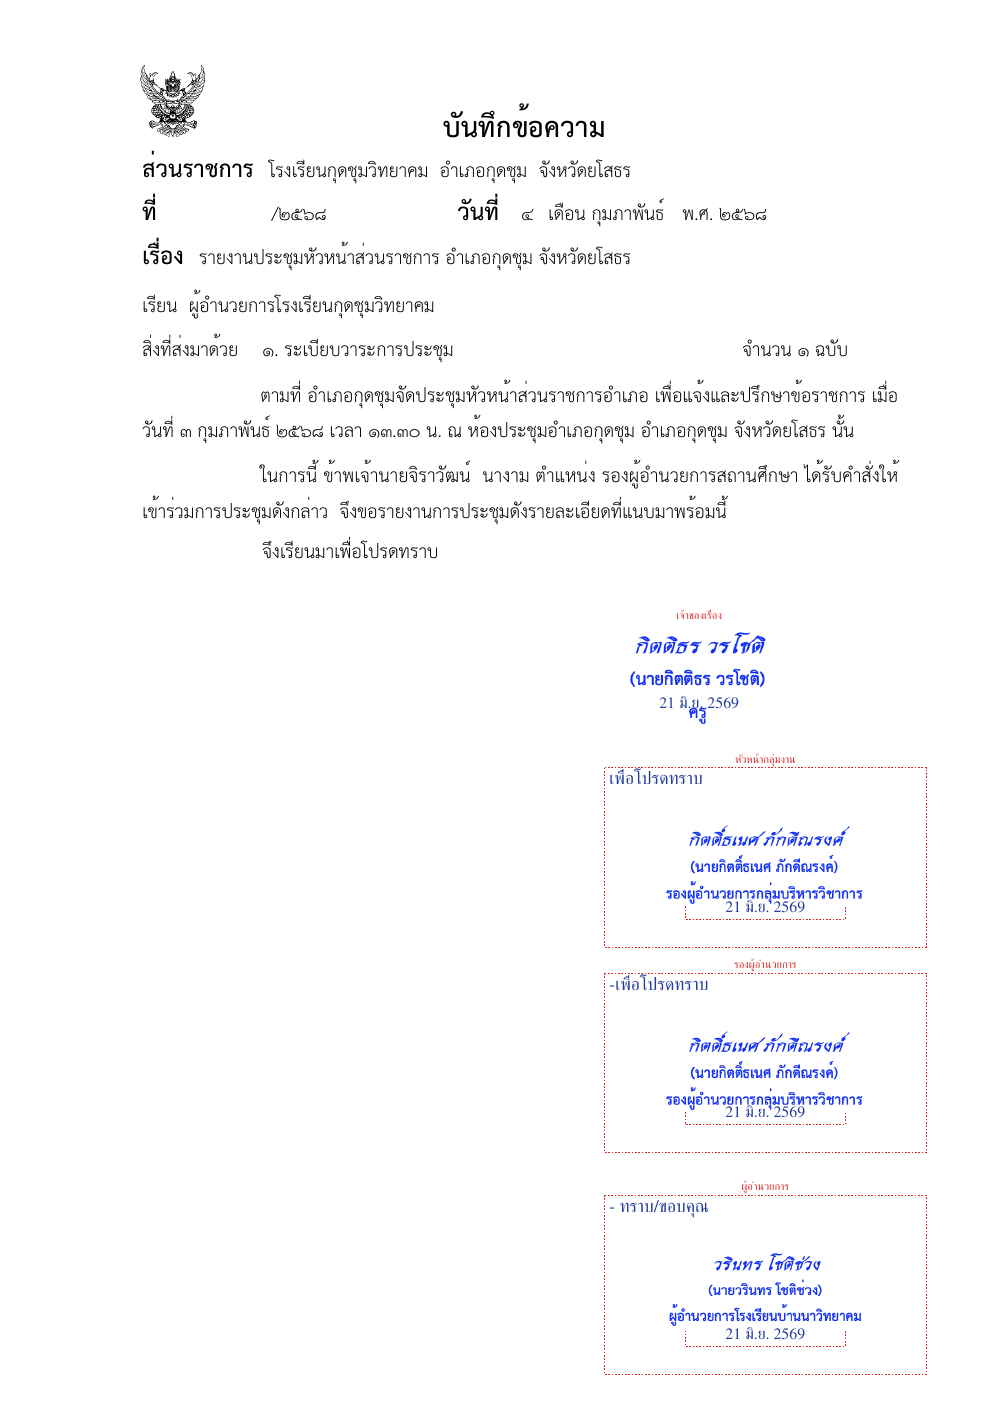 บันทึกข้อความ
ส่วนราชการ โรงเรียนกุดชุมวิทยาคม อำเภอกุดชุม จังหวัดยโสธร
ที่ /๒๕๖๘ วันที่ ๔ เดือน กุมภาพันธ์ พ.ศ. ๒๕๖๘
เรื่อง รายงานประชุมหัวหน้าส่วนราชการ อำเภอกุดชุม จังหวัดยโสธร
เรียน ผู้อำนวยการโรงเรียนกุดชุมวิทยาคม
สิ่งที่ส่งมาด้วย ๑. ระเบียบวาระการประชุม จำนวน ๑ ฉบับ
ตามที่ อำเภอกุดชุมจัดประชุมหัวหน้าส่วนราชการอำเภอ เพื่อแจ้งและปรึกษาข้อราชการ เมื่อ
วันที่ ๓ กุมภาพันธ์ ๒๕๖๘ เวลา ๑๓.๓๐ น. ณ ห้องประชุมอำเภอกุดชุม อำเภอกุดชุม จังหวัดยโสธร นั้น
ในการนี้ ข้าพเจ้านายจิราวัฒน์ นางาม ตำแหน่ง รองผู้อำนวยการสถานศึกษา ได้รับคำสั่งให้
เข้าร่วมการประชุมดังกล่าว จึงขอรายงานการประชุมดังรายละเอียดที่แนบมาพร้อมนี้
จึงเรียนมาเพื่อโปรดทราบ
เจ้าของเรื่อง
กิตติธร วรโชติ
(นายกิตติธร วรโชติ)
21 มิ.ย. 2569
ครู
หัวหน้ากลุ่มงาน
เพื่อโปรดทราบ
กิตติ์ธเนศ ภักดีณรงค์
(นายกิตติ์ธเนศ ภักดีณรงค์)
รองผู้อำนวยการกลุ่มบริหารวิชาการ
21 มิ.ย. 2569
รองผู้อำนวยการ
-เพื่อโปรดทราบ
กิตติ์ธเนศ ภักดีณรงค์
(นายกิตติ์ธเนศ ภักดีณรงค์)
รองผู้อำนวยการกลุ่มบริหารวิชาการ
21 มิ.ย. 2569
ผู้อำนวยการ
- ทราบ/ขอบคุณ
วรินทร โชติช่วง
(นายวรินทร โชติช่วง)
ผู้อำนวยการโรงเรียนบ้านนาวิทยาคม
21 มิ.ย. 2569